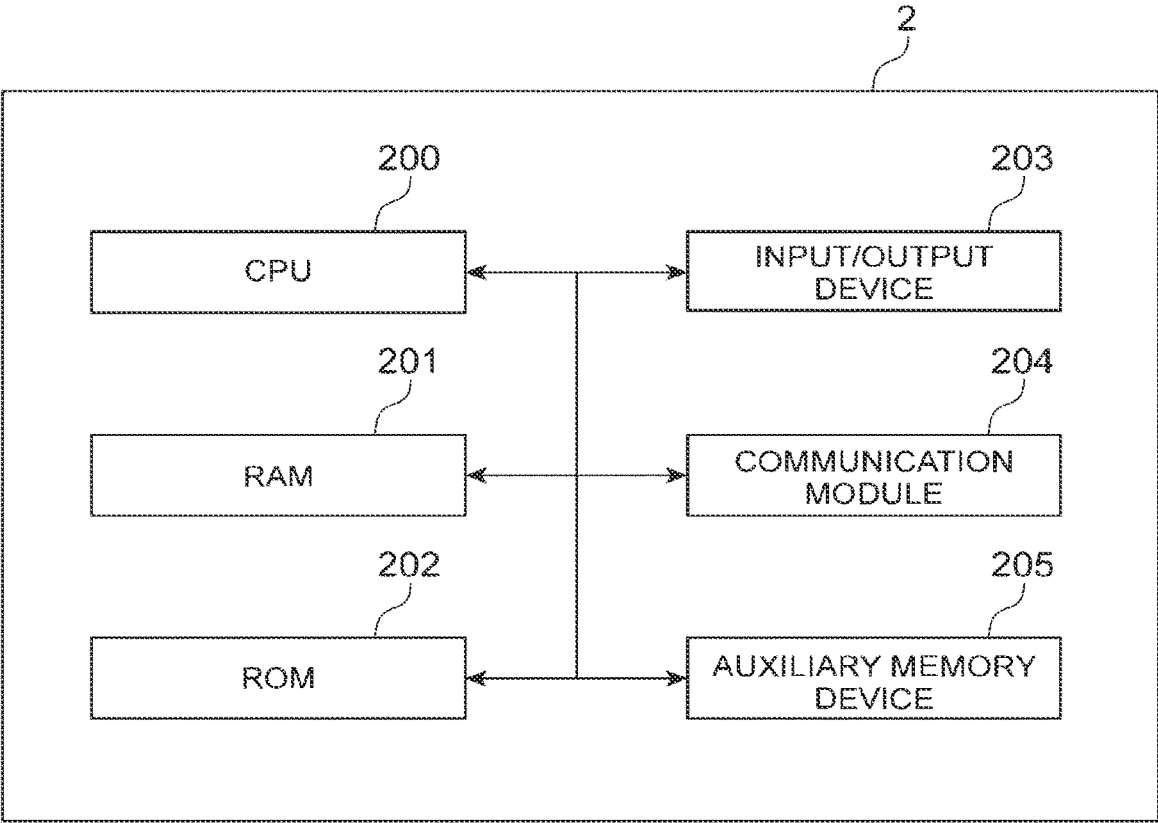 2
200
203
CPU
INPUT/OUTPUT
DEVICE
201
204
RAM
COMMUNICATION
MODULE
202
205
ROM
AUXILIARY MEMORY
DEVICE